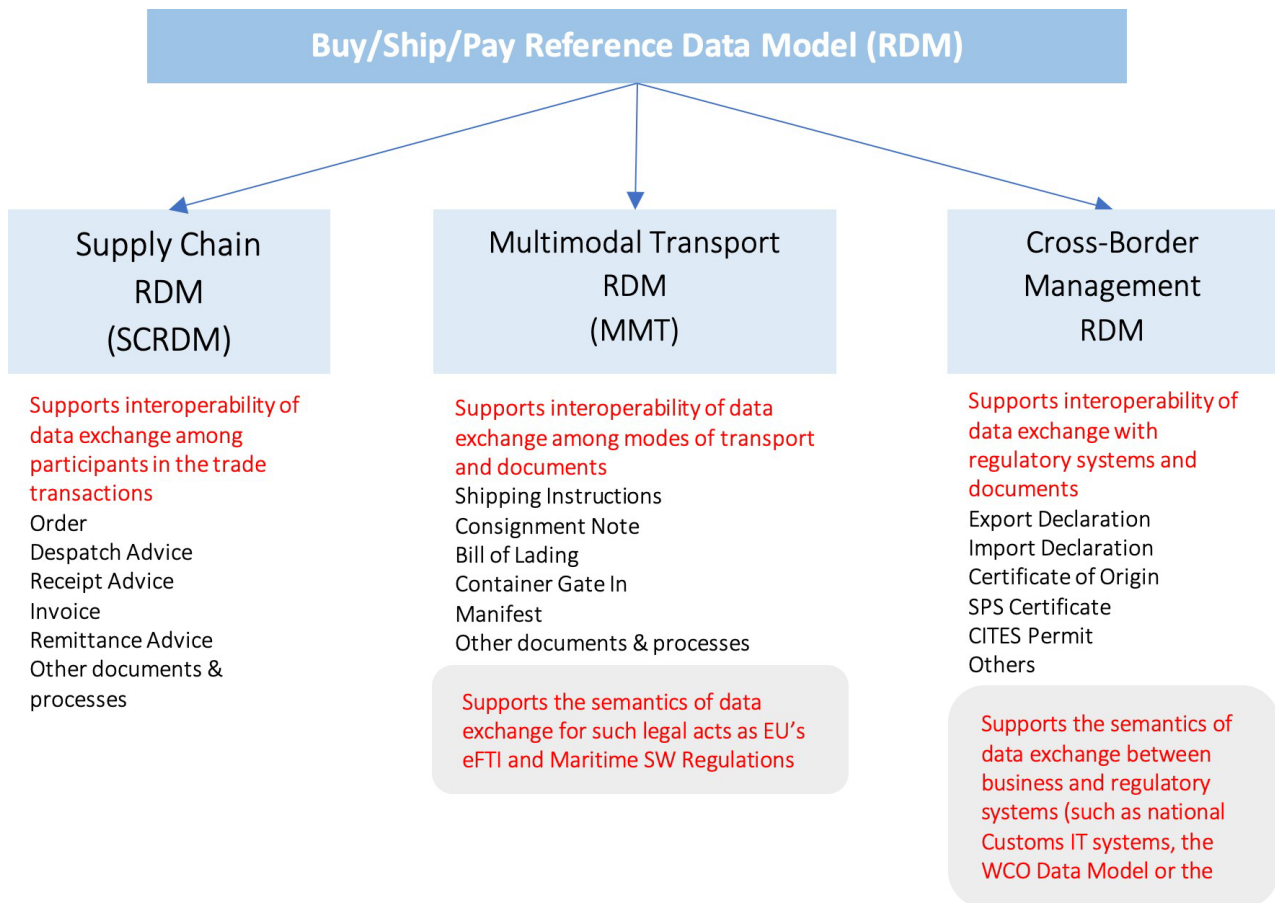 Buy/Ship/Pay Reference Data Model (RDM)
Supply Chain
RDM
(SCRDM)
Supports interoperability of
data exchange among
participants in the trade
transactions
Order
Despatch Advice
Receipt Advice
Invoice
Remittance Advice
Other documents &
processes
Multimodal Transport
RDM
(MMT)
Supports interoperability of data
exchange among modes of transport
and documents
Shipping Instructions
Consignment Note
Bill of Lading
Container Gate In
Manifest
Other documents & processes
Supports the semantics of data
exchange for such legal acts as EU’s
eFTI and Maritime SW Regulations
Cross-Border
Management
RDM
Supports interoperability of
data exchange with
regulatory systems and
documents
Export Declaration
Import Declaration
Certificate of Origin
SPS Certificate
CITES Permit
Others
Supports the semantics of
data exchange between
business and regulatory
systems (such as national
Customs IT systems, the
WCO Data Model or the